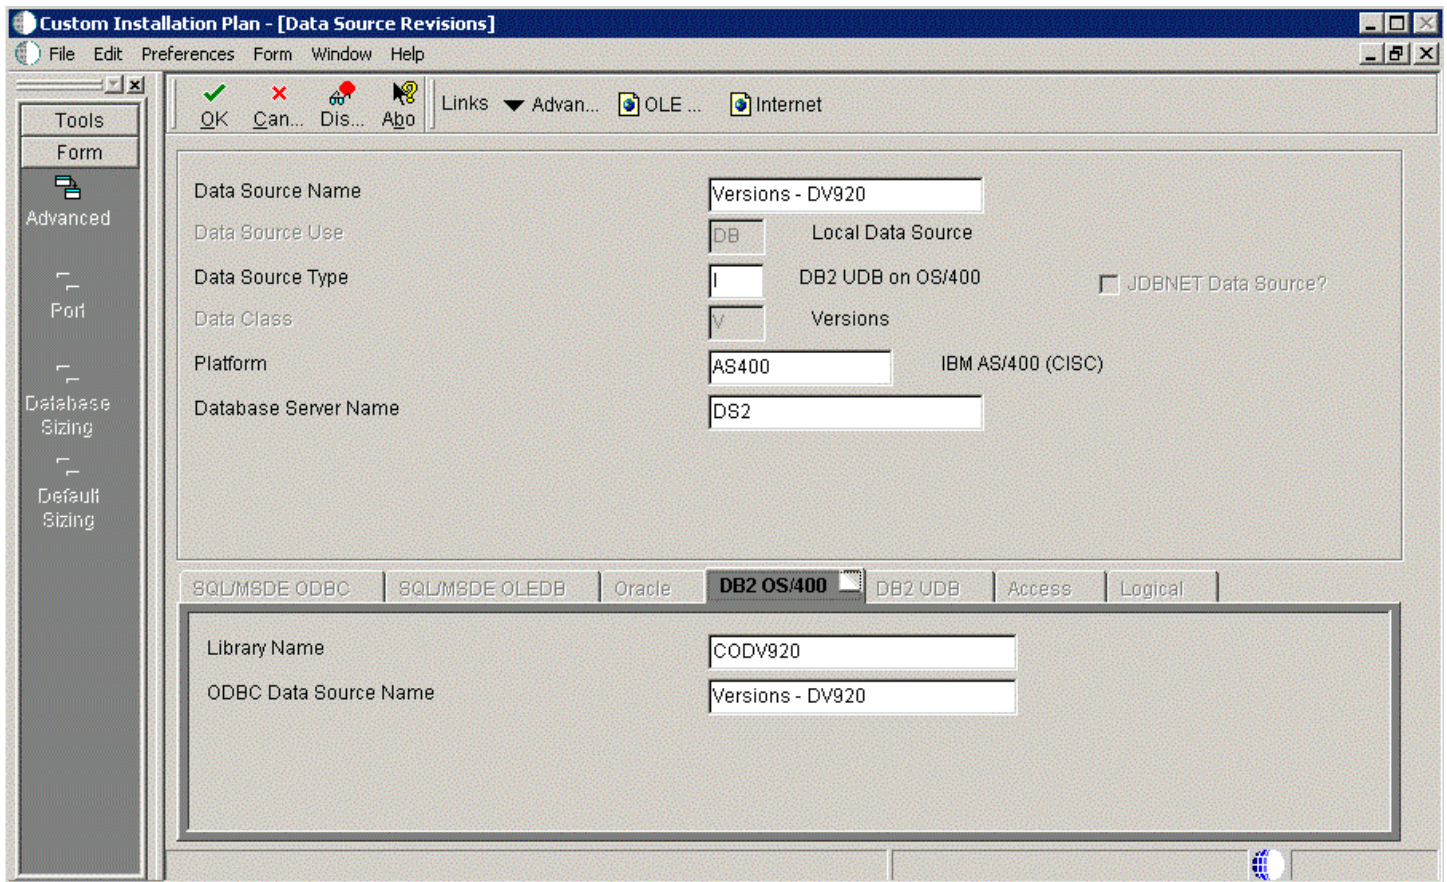 Custom Installation Plan - [Data Source Revisions]
File Edit Preferences Form Window Help
Tools
Form
Advanced
Port
Database
Sizing
Default
Sizing
OK Can... Dis... Abo Links Advan... OLE ... Internet
Data Source Name Versions - DV920
Data Source Use DB Local Data Source
Data Source Type I DB2 UDB on OS/400 JDBNET Data Source?
Data Class V Versions
Platform AS400 IBM AS/400 (CISC)
Database Server Name DS2
SQL/MSDE ODBC SQL/MSDE OLEDB Oracle DB2 OS/400 DB2 UDB Access Logical
Library Name CODV920
ODBC Data Source Name Versions - DV920